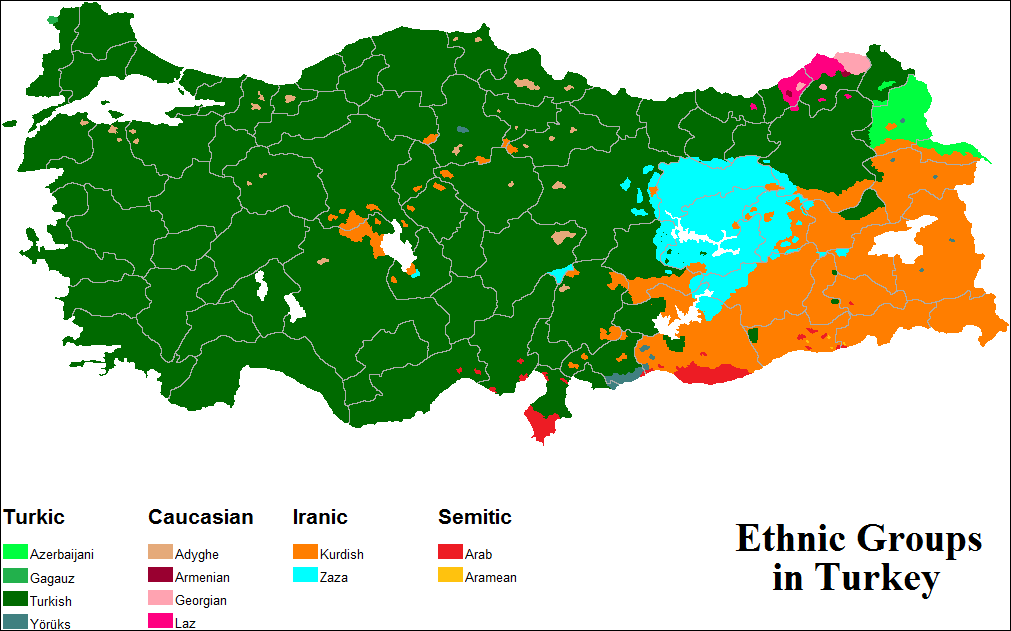 Turkic
Azerbaijani
Gagauz
Turkish
Yörüks
Caucasian
Adyghe
Armenian
Georgian
Laz
Iranic
Kurdish
Zaza
Semitic
Arab
Aramean
Ethnic Groups
in Turkey